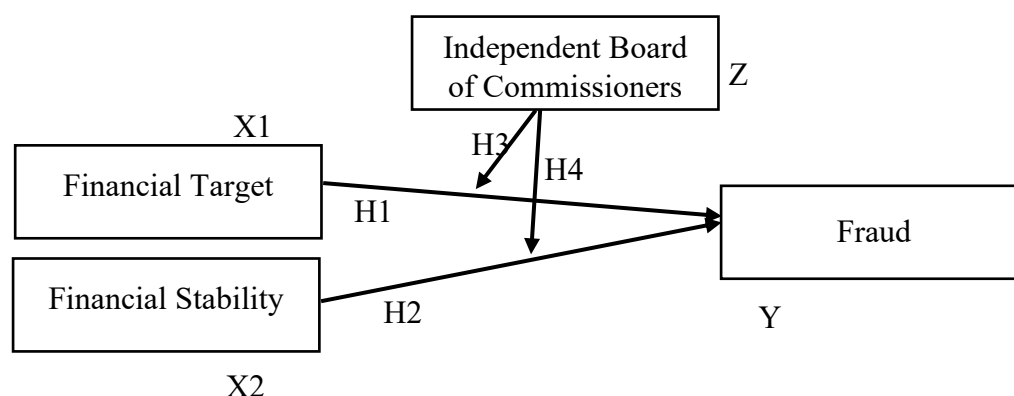 Independent Board
of Commissioners
Z
X1
H3
Financial Target
H4
H1
Fraud
Financial Stability
H2
Y
X2